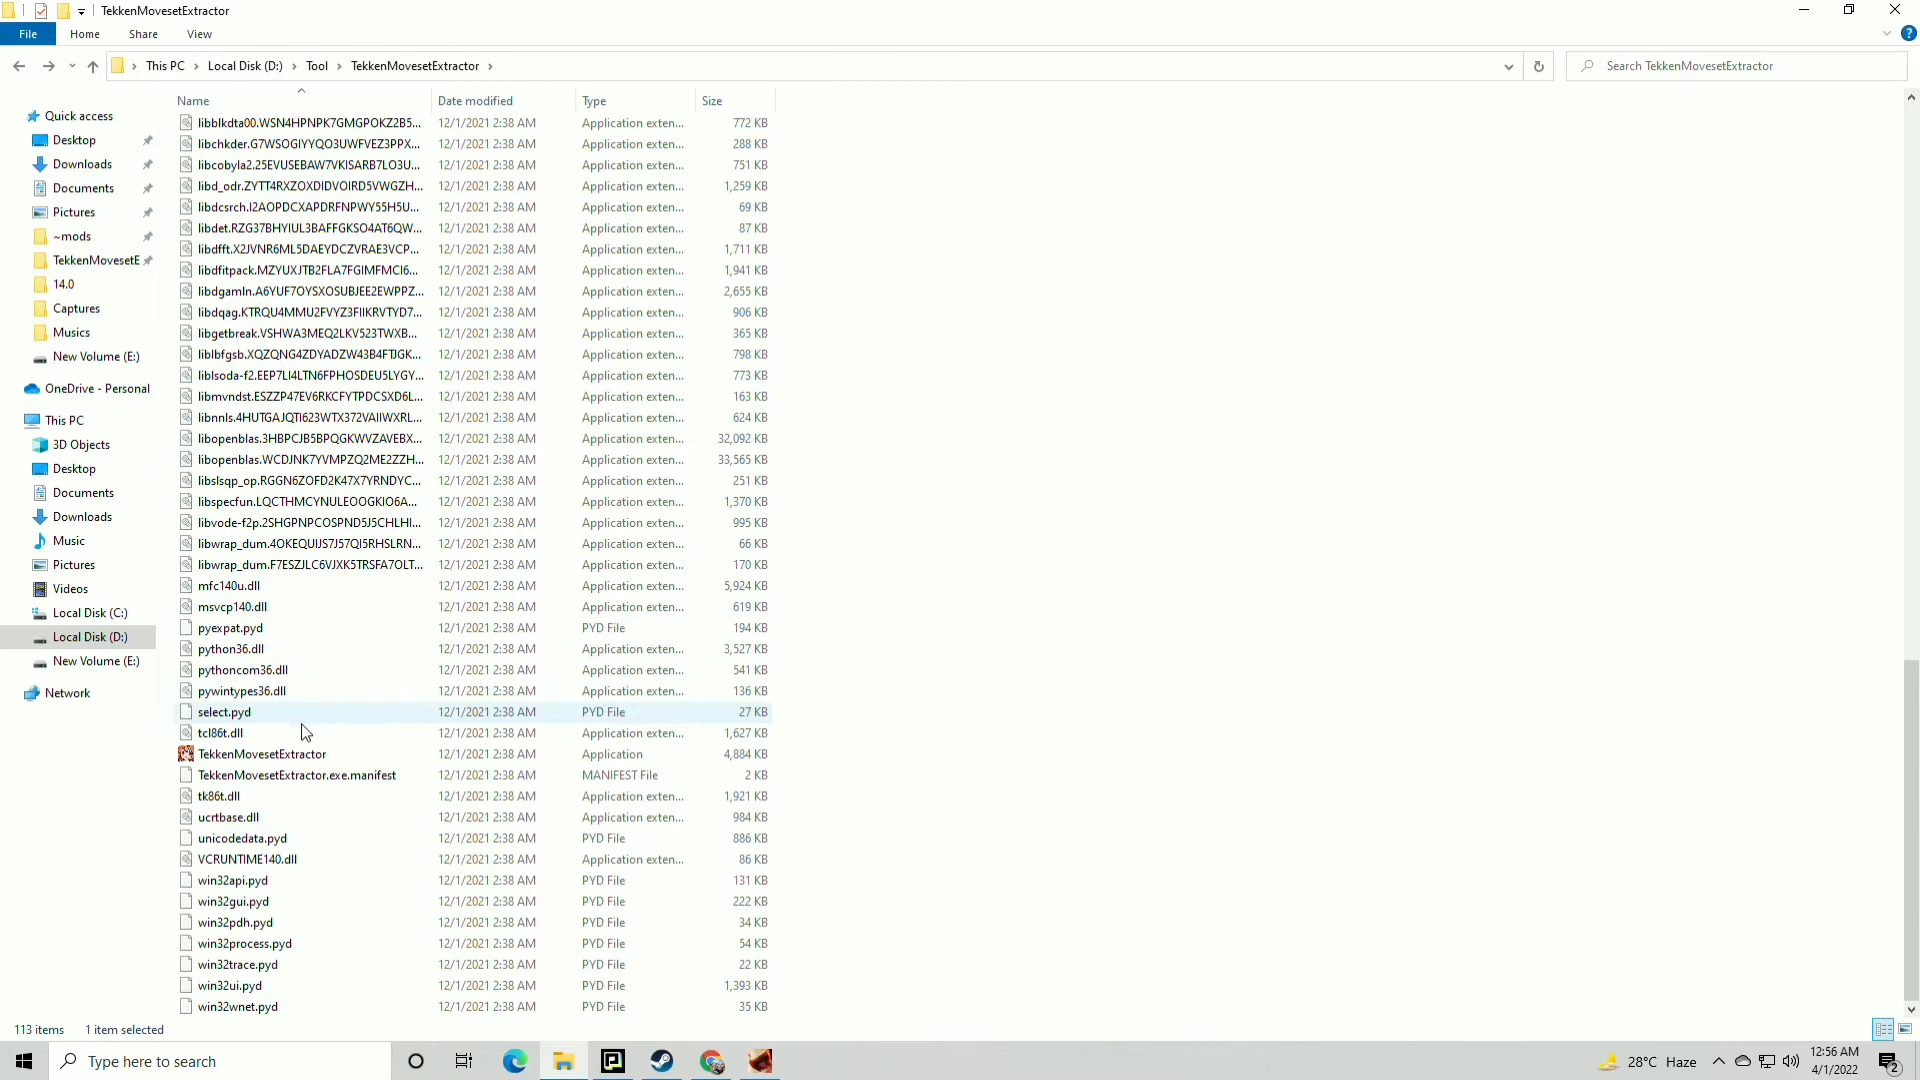 TekkenMovesetExtractor
File Home Share View
This PC Local Disk (D:) Tool TekkenMovesetExtractor
Search TekkenMovesetExtractor
Quick access
Desktop
Downloads
Documents
Pictures
~mods
TekkenMovesetE
14.0
Captures
Musics
New Volume (E:)
OneDrive - Personal
This PC
3D Objects
Desktop
Documents
Downloads
Music
Pictures
Videos
Local Disk (C:)
Local Disk (D:)
New Volume (E:)
Network
Name Date modified Type Size
libblkdta00.WSN4HPNPK7GMGPOKZ2B5... 12/1/2021 2:38 AM Application exten... 772 KB
libchkder.G7WSOGIYYQO3UWFVEZ3PPX... 12/1/2021 2:38 AM Application exten... 288 KB
libcobyla2.25EVUSEBAW7VKISARB7LO3U... 12/1/2021 2:38 AM Application exten... 751 KB
libd_odr.ZYTT4RXZOXDIDVOIRD5VWGZH... 12/1/2021 2:38 AM Application exten... 1,259 KB
libdcsrch.I2AOPDCXAPDRFNPWY55H5U... 12/1/2021 2:38 AM Application exten... 69 KB
libdet.RZG37BHYIUL3BAFFGKSO4AT6QW... 12/1/2021 2:38 AM Application exten... 87 KB
libdfft.X2JVNR6ML5DAEYDCZVRAE3VCP... 12/1/2021 2:38 AM Application exten... 1,711 KB
libdfitpack.MZYUXJTB2FLA7FGIMFMCI6... 12/1/2021 2:38 AM Application exten... 1,941 KB
libdgamln.A6YUF7OYSXOSUBJEE2EWPPZ... 12/1/2021 2:38 AM Application exten... 2,655 KB
libdqag.KTRQU4MMU2FVYZ3FIIKRVTYD7... 12/1/2021 2:38 AM Application exten... 906 KB
libgetbreak.VSHWA3MEQ2LKV523TWXB... 12/1/2021 2:38 AM Application exten... 365 KB
liblbfgsb.XQZQNG4ZDYADZW43B4FTJGK... 12/1/2021 2:38 AM Application exten... 798 KB
liblsoda-f2.EEP7LI4LTN6FPHOSDEU5LYGY... 12/1/2021 2:38 AM Application exten... 773 KB
libmvndst.ESZZP47EV6RKCFYTPDCSXD6L... 12/1/2021 2:38 AM Application exten... 163 KB
libnnls.4HUTGAJQTI623WTX372VAIIWXRL... 12/1/2021 2:38 AM Application exten... 624 KB
libopenblas.3HBPCJB5BPQGKWVZAVEBX... 12/1/2021 2:38 AM Application exten... 32,092 KB
libopenblas.WCDJNK7YVMPZQ2ME2ZZH... 12/1/2021 2:38 AM Application exten... 33,565 KB
libslsqp_op.RGGN6ZOFD2K47X7YRNDYC... 12/1/2021 2:38 AM Application exten... 251 KB
libspecfun.LQCTHMCYNULEOOGKIO6A... 12/1/2021 2:38 AM Application exten... 1,370 KB
libvode-f2p.2SHGPNPCOSPND5J5CHLHI... 12/1/2021 2:38 AM Application exten... 995 KB
libwrap_dum.4OKEQUIJS7J57QI5RHSLRN... 12/1/2021 2:38 AM Application exten... 66 KB
libwrap_dum.F7ESZJLC6VJXK5TRSFA7OLT... 12/1/2021 2:38 AM Application exten... 170 KB
mfc140u.dll 12/1/2021 2:38 AM Application exten... 5,924 KB
msvcp140.dll 12/1/2021 2:38 AM Application exten... 619 KB
pyexpat.pyd 12/1/2021 2:38 AM PYD File 194 KB
python36.dll 12/1/2021 2:38 AM Application exten... 3,527 KB
pythoncom36.dll 12/1/2021 2:38 AM Application exten... 541 KB
pywintypes36.dll 12/1/2021 2:38 AM Application exten... 136 KB
select.pyd 12/1/2021 2:38 AM PYD File 27 KB
tcl86t.dll 12/1/2021 2:38 AM Application exten... 1,627 KB
TekkenMovesetExtractor 12/1/2021 2:38 AM Application 4,884 KB
TekkenMovesetExtractor.exe.manifest 12/1/2021 2:38 AM MANIFEST File 2 KB
tk86t.dll 12/1/2021 2:38 AM Application exten... 1,921 KB
ucrtbase.dll 12/1/2021 2:38 AM Application exten... 984 KB
unicodedata.pyd 12/1/2021 2:38 AM PYD File 886 KB
VCRUNTIME140.dll 12/1/2021 2:38 AM Application exten... 86 KB
win32api.pyd 12/1/2021 2:38 AM PYD File 131 KB
win32gui.pyd 12/1/2021 2:38 AM PYD File 222 KB
win32pdh.pyd 12/1/2021 2:38 AM PYD File 34 KB
win32process.pyd 12/1/2021 2:38 AM PYD File 54 KB
win32trace.pyd 12/1/2021 2:38 AM PYD File 22 KB
win32ui.pyd 12/1/2021 2:38 AM PYD File 1,393 KB
win32wnet.pyd 12/1/2021 2:38 AM PYD File 35 KB
113 items 1 item selected
Type here to search
28°C Haze
12:56 AM
4/1/2022
2